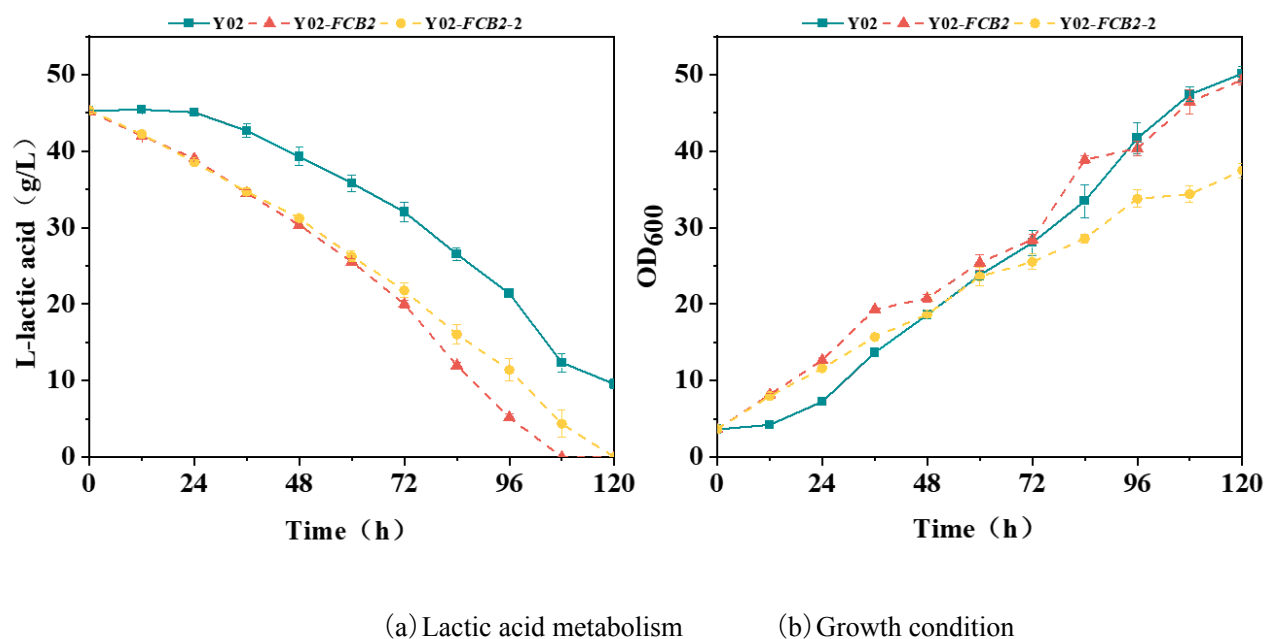 Y02 Y02-FCB2 Y02-FCB2-2
50
40
30
20
10
0
L-lactic acid（g/L）
0 24 48 72 96 120
Time（h）
Y02 Y02-FCB2 Y02-FCB2-2
50
40
30
20
10
0
OD600
0 24 48 72 96 120
Time（h）
（a）Lactic acid metabolism （b）Growth condition